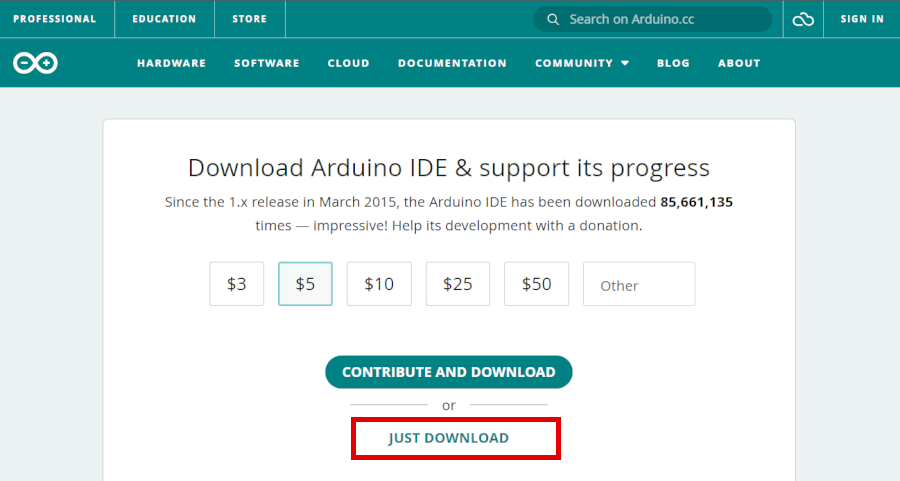 PROFESSIONAL EDUCATION STORE Search on Arduino.cc SIGN IN
HARDWARE SOFTWARE CLOUD DOCUMENTATION COMMUNITY BLOG ABOUT
Download Arduino IDE & support its progress
Since the 1.x release in March 2015, the Arduino IDE has been downloaded 85,661,135
times — impressive! Help its development with a donation.
$3 $5 $10 $25 $50 Other
CONTRIBUTE AND DOWNLOAD
or
JUST DOWNLOAD